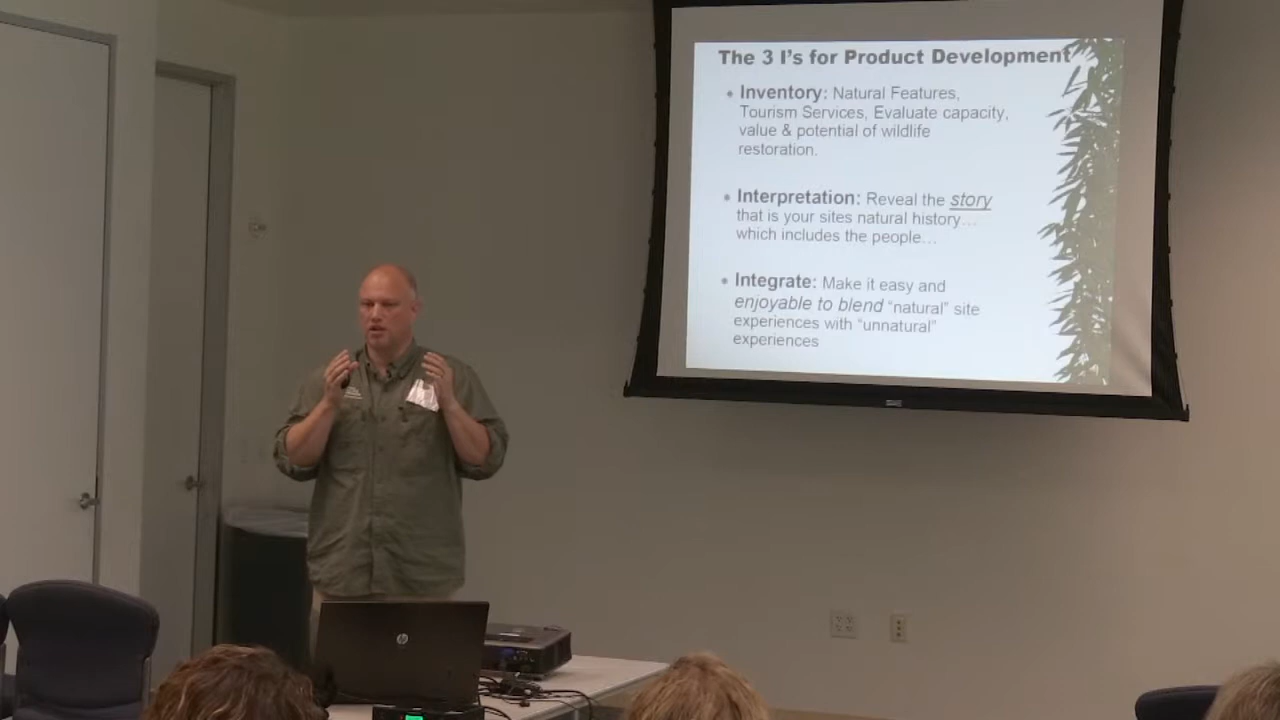 The 3 I's for Product Development
• Inventory: Natural Features,
Tourism Services, Evaluate capacity,
value & potential of wildlife
restoration.
• Interpretation: Reveal the story
that is your sites natural history…
which includes the people…
• Integrate: Make it easy and
enjoyable to blend “natural” site
experiences with “unnatural”
experiences
hp